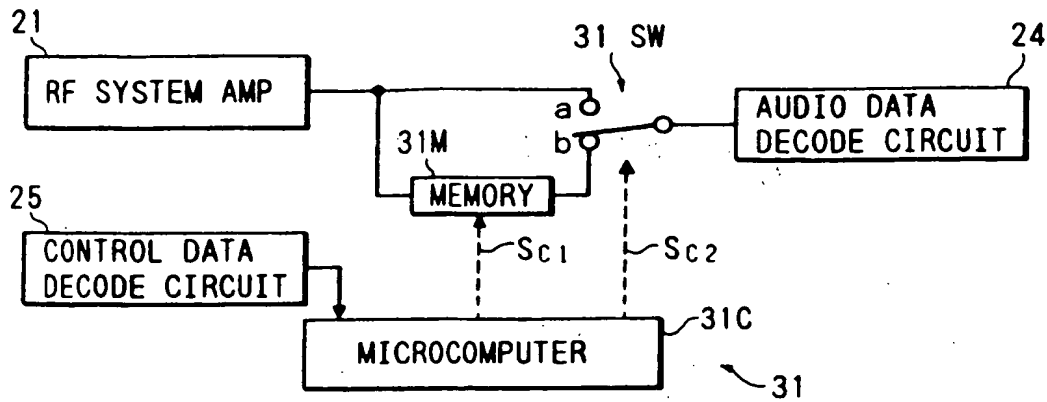 21
RF SYSTEM AMP
31 SW
24
a
b
AUDIO DATA
DECODE CIRCUIT
31M
MEMORY
25
CONTROL DATA
DECODE CIRCUIT
SC1
SC2
31C
MICROCOMPUTER
31